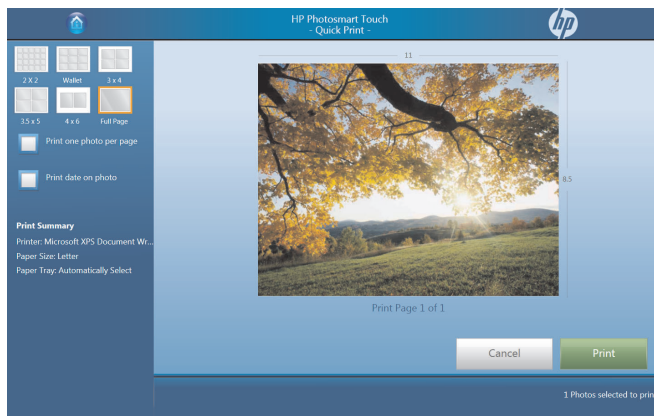 HP Photosmart Touch
- Quick Print -
hp
2 X 2
Wallet
3 x 4
3.5 x 5
4 x 6
Full Page
Print one photo per page
Print date on photo
Print Summary
Printer: Microsoft XPS Document Wr...
Paper Size: Letter
Paper Tray: Automatically Select
11
8.5
Print Page 1 of 1
Cancel
Print
1 Photos selected to prin